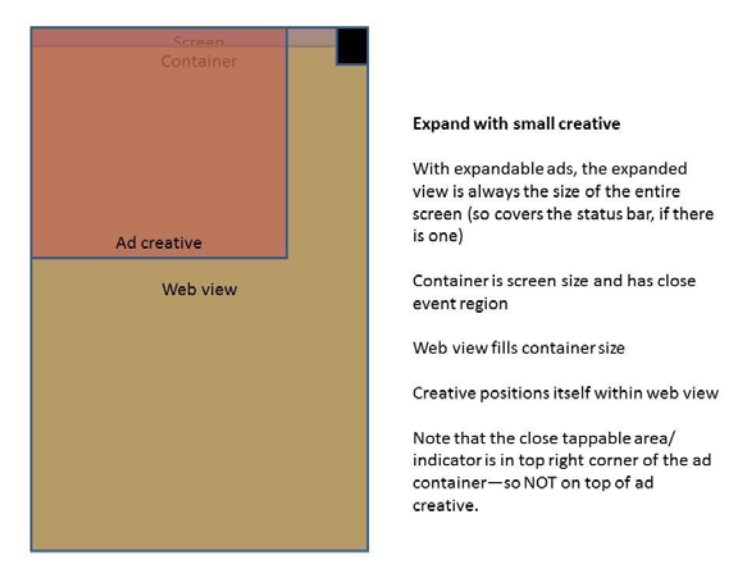 Screen
Container
Ad creative
Web view
Expand with small creative
With expandable ads, the expanded
view is always the size of the entire
screen (so covers the status bar, if there
is one)
Container is screen size and has close
event region
Web view fills container size
Creative positions itself within web view
Note that the close tappable area/
indicator is in top right corner of the ad
container—so NOT on top of ad
creative.